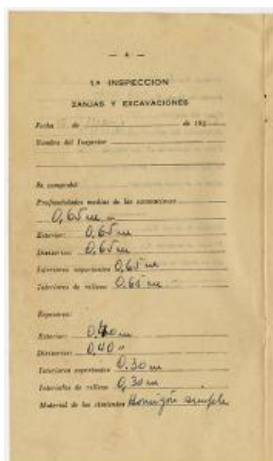 — 4 —
1ª INSPECCION
ZANJAS Y EXCAVACIONES
Fecha de de 19
Nombre del Inspector
Se comprobó:
Profundidades medias de las excavaciones
0,65 m
Exterior: 0,65 m
Divisorias: 0,65 m
Interiores soportantes 0,65 m
Interiores de relleno 0,65 m
Espesores:
Exterior: 0,40 m
Divisorias: 0,40 "
Interiores soportantes 0,30 m
Interiores de relleno 0,30 m
Material de los cimientos Hormigón simple